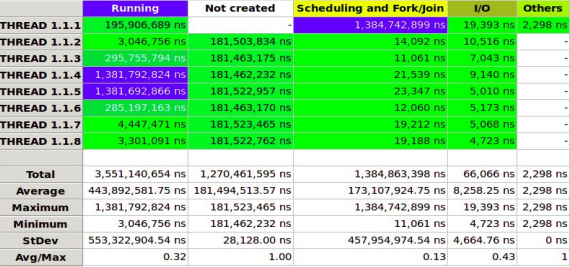 Running Not created Scheduling and Fork/Join I/O Others
THREAD 1.1.1 195,906,689 ns - 1,384,742,899 ns 19,393 ns 2,298 ns
THREAD 1.1.2 3,046,756 ns 181,503,834 ns 14,092 ns 10,516 ns -
THREAD 1.1.3 295,755,794 ns 181,463,175 ns 11,061 ns 7,043 ns -
THREAD 1.1.4 1,381,792,824 ns 181,462,232 ns 21,539 ns 9,140 ns -
THREAD 1.1.5 1,381,692,866 ns 181,522,957 ns 23,347 ns 5,010 ns -
THREAD 1.1.6 285,197,163 ns 181,463,170 ns 12,060 ns 5,173 ns -
THREAD 1.1.7 4,447,471 ns 181,523,465 ns 19,212 ns 5,068 ns -
THREAD 1.1.8 3,301,091 ns 181,522,762 ns 19,188 ns 4,723 ns -
Total 3,551,140,654 ns 1,270,461,595 ns 1,384,863,398 ns 66,066 ns 2,298 ns
Average 443,892,581.75 ns 181,494,513.57 ns 173,107,924.75 ns 8,258.25 ns 2,298 ns
Maximum 1,381,792,824 ns 181,523,465 ns 1,384,742,899 ns 19,393 ns 2,298 ns
Minimum 3,046,756 ns 181,462,232 ns 11,061 ns 4,723 ns 2,298 ns
StDev 553,322,904.54 ns 28,128.00 ns 457,954,974.54 ns 4,664.76 ns 0 ns
Avg/Max 0.32 1.00 0.13 0.43 1